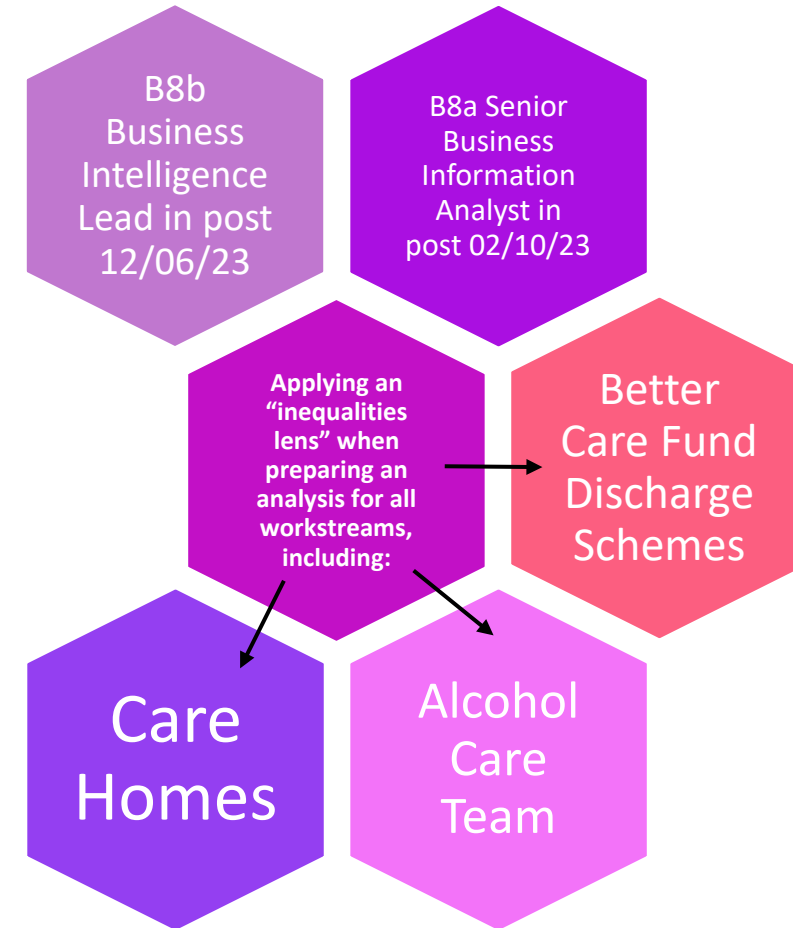 B8b
Business
Intelligence
Lead in post
12/06/23
B8a Senior
Business
Information
Analyst in
post 02/10/23
Applying an
“inequalities
lens” when
preparing an
analysis for all
workstreams,
including:
Better
Care Fund
Discharge
Schemes
Care
Homes
Alcohol
Care
Team